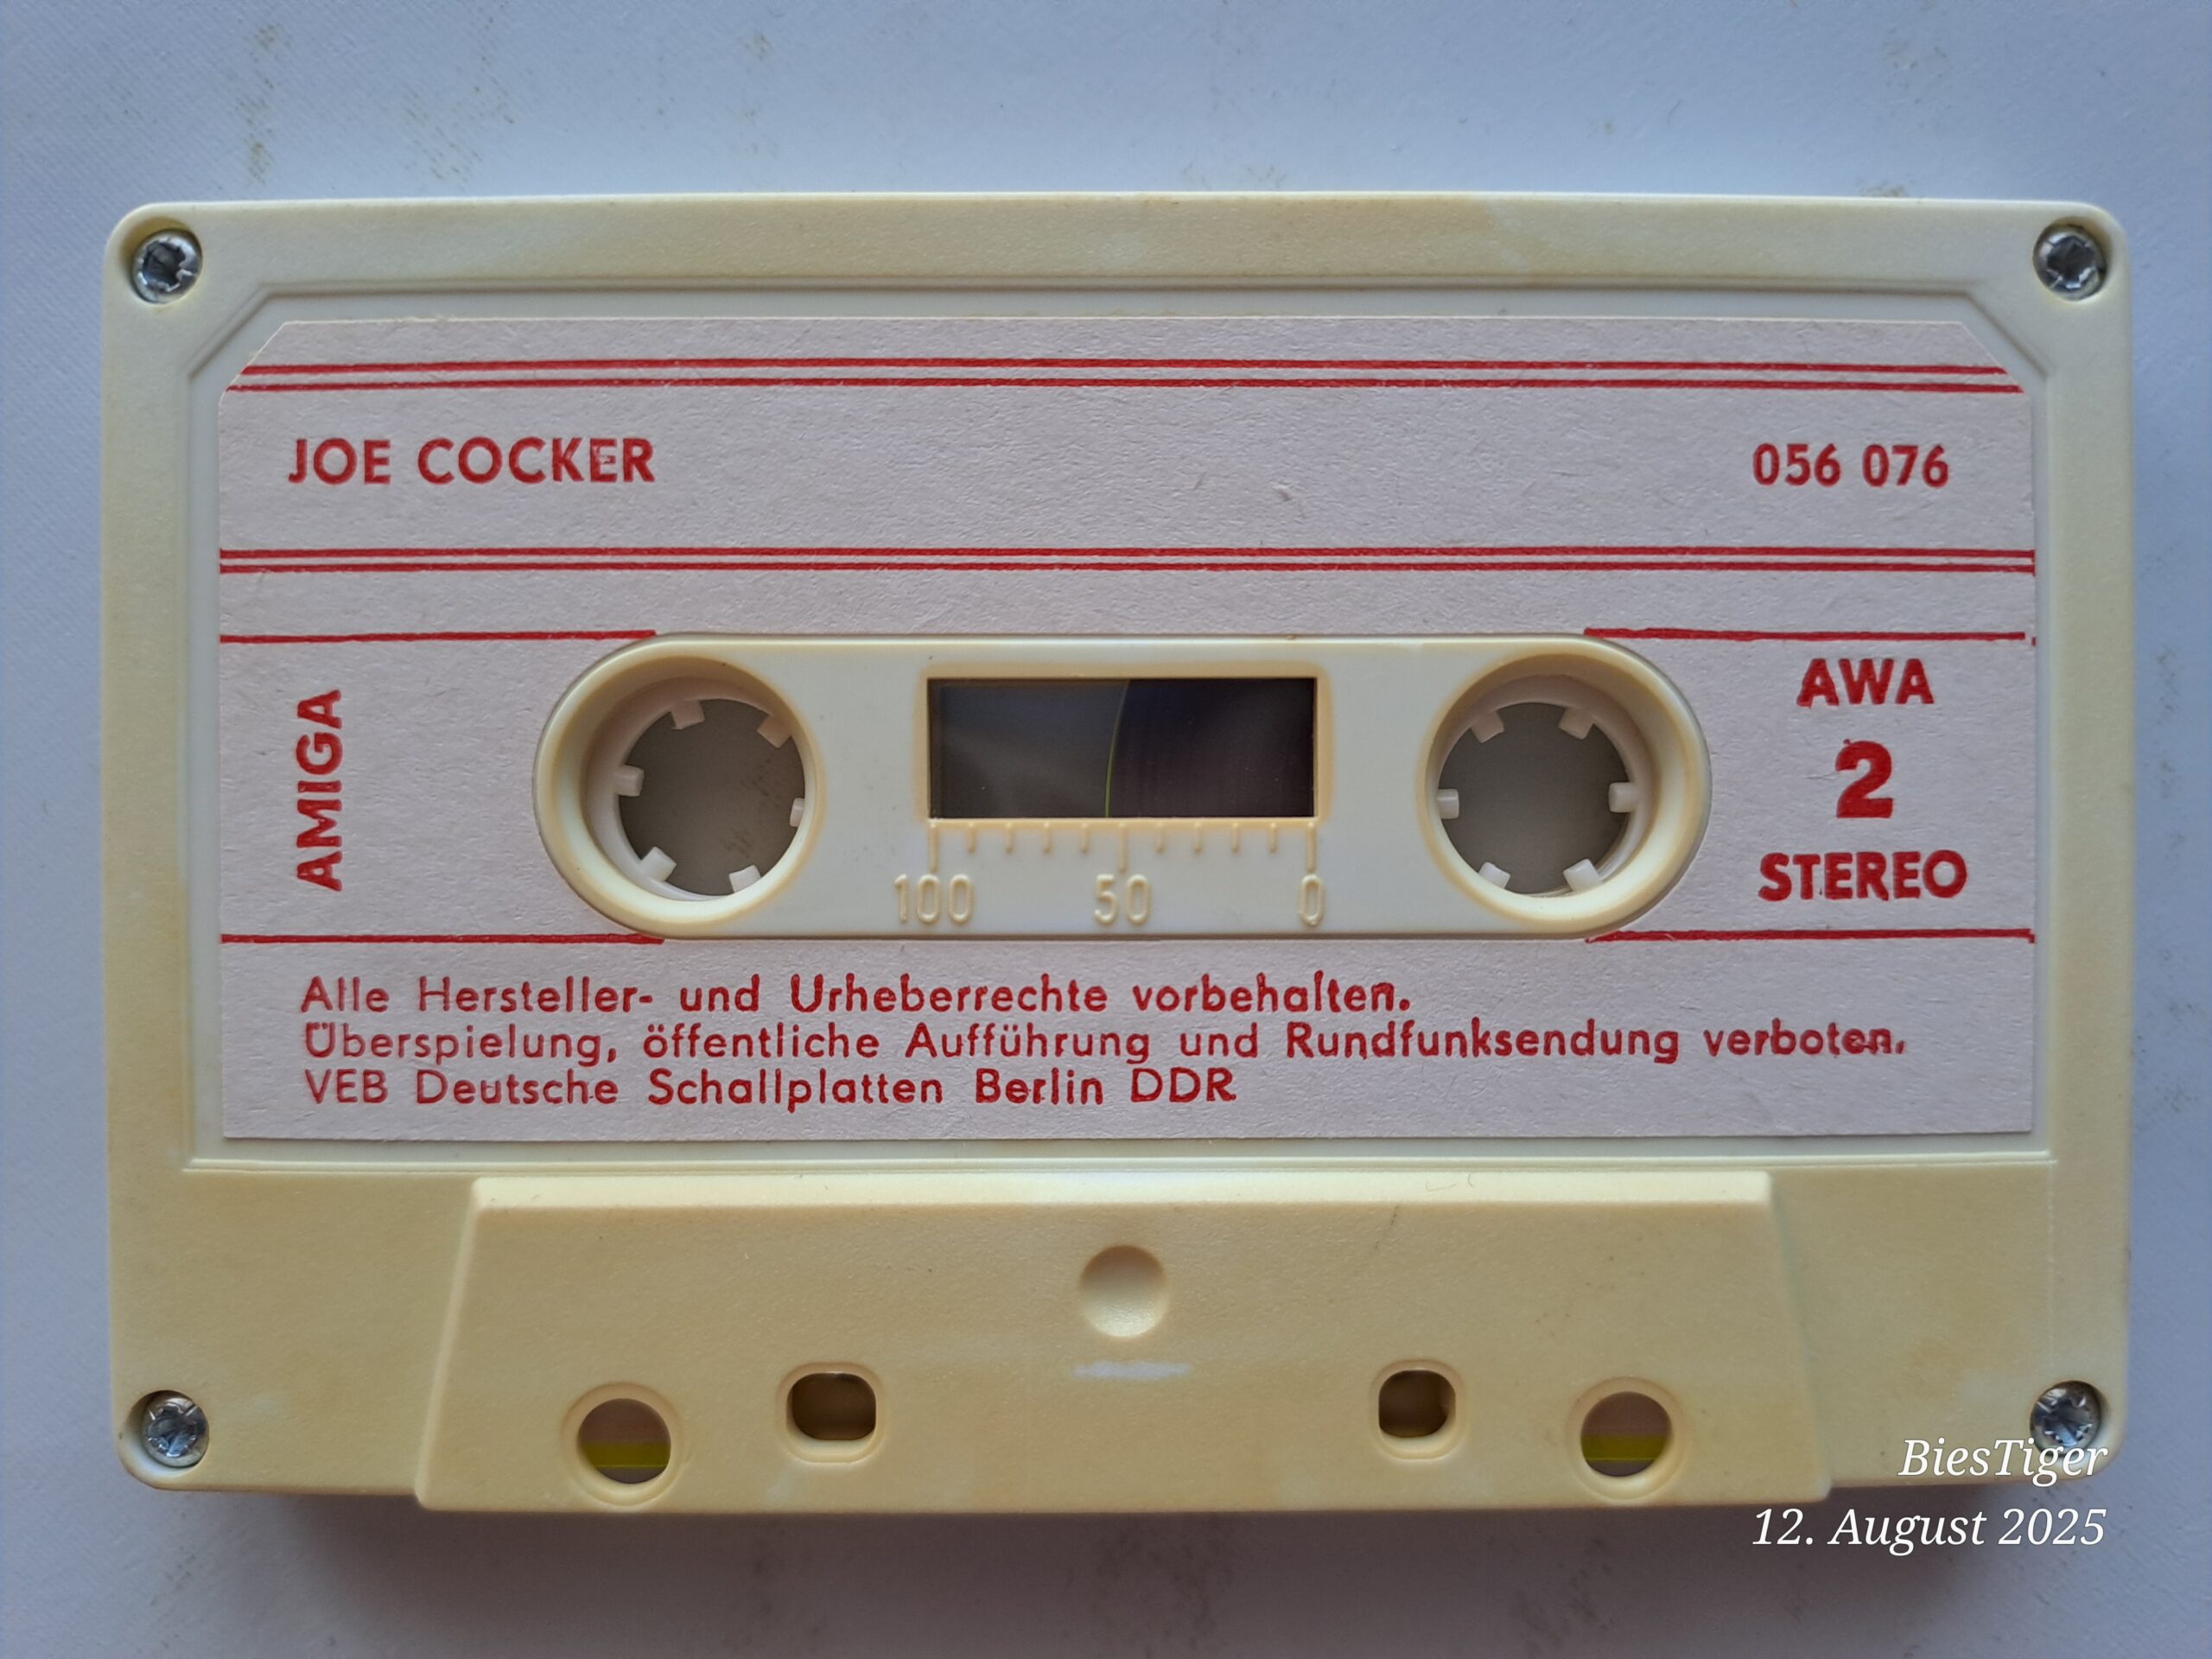 JOE COCKER 056 076
AMIGA
AWA
2
STEREO
100 50 0
Alle Hersteller- und Urheberrechte vorbehalten.
Überspielung, öffentliche Aufführung und Rundfunksendung verboten.
VEB Deutsche Schallplatten Berlin DDR
BiesTiger
12. August 2025